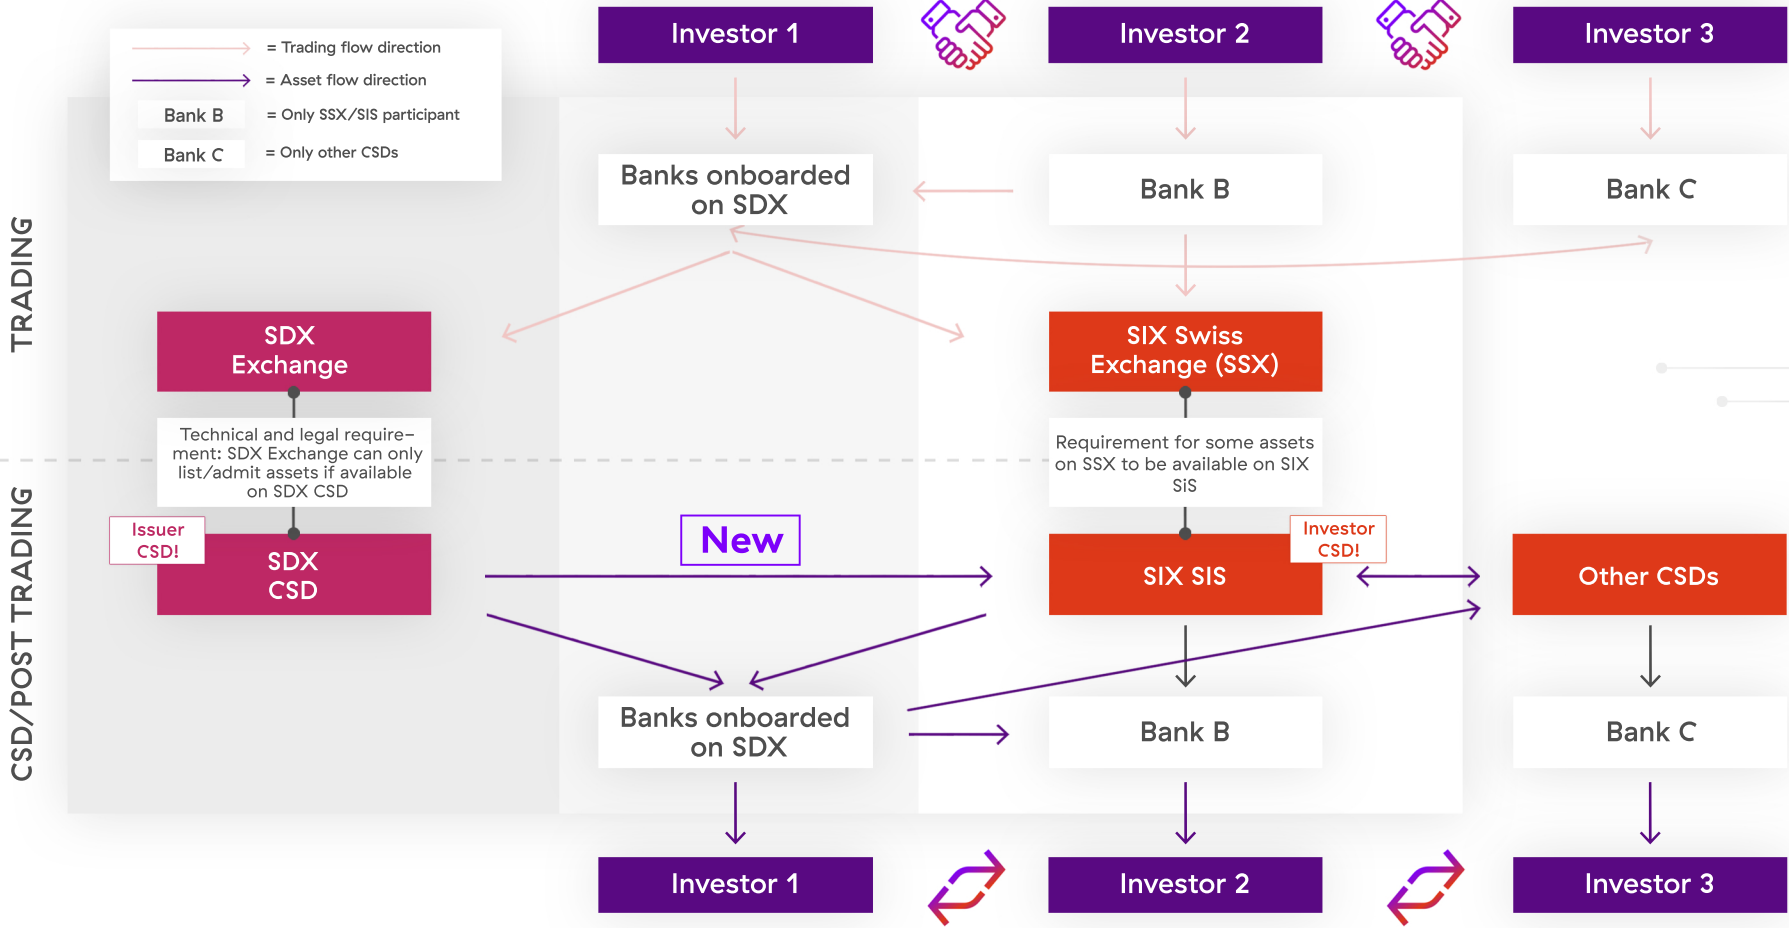 Investor 1
Investor 2
Investor 3
= Trading flow direction
= Asset flow direction
Bank B
= Only SSX/SIS participant
Bank C
= Only other CSDs
TRADING
Banks onboarded
on SDX
Bank B
Bank C
SDX
Exchange
SIX Swiss
Exchange (SSX)
Technical and legal require–
ment: SDX Exchange can only
list/admit assets if available
on SDX CSD
Requirement for some assets
on SSX to be available on SIX
SiS
CSD/POST TRADING
Issuer
CSD!
SDX
CSD
New
Investor
CSD!
SIX SIS
Other CSDs
Banks onboarded
on SDX
Bank B
Bank C
Investor 1
Investor 2
Investor 3